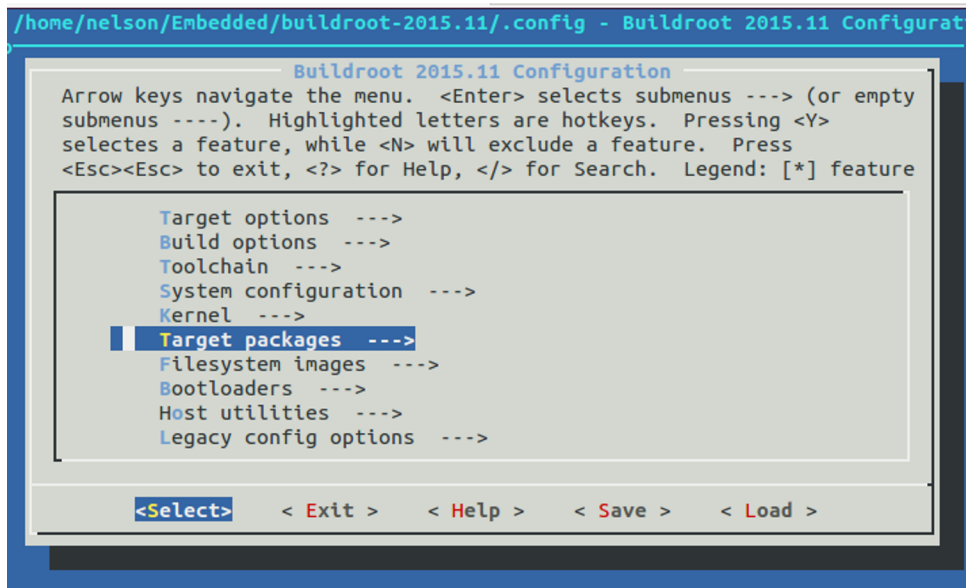 /home/nelson/Embedded/buildroot-2015.11/.config - Buildroot 2015.11 Configurat
Buildroot 2015.11 Configuration
Arrow keys navigate the menu.  <Enter> selects submenus ---> (or empty
submenus ----).  Highlighted letters are hotkeys.  Pressing <Y>
selectes a feature, while <N> will exclude a feature.  Press
<Esc><Esc> to exit, <?> for Help, </> for Search.  Legend: [*] feature
Target options  --->
Build options  --->
Toolchain  --->
System configuration  --->
Kernel  --->
Target packages  --->
Filesystem images  --->
Bootloaders  --->
Host utilities  --->
Legacy config options  --->
<Select>    < Exit >    < Help >    < Save >    < Load >